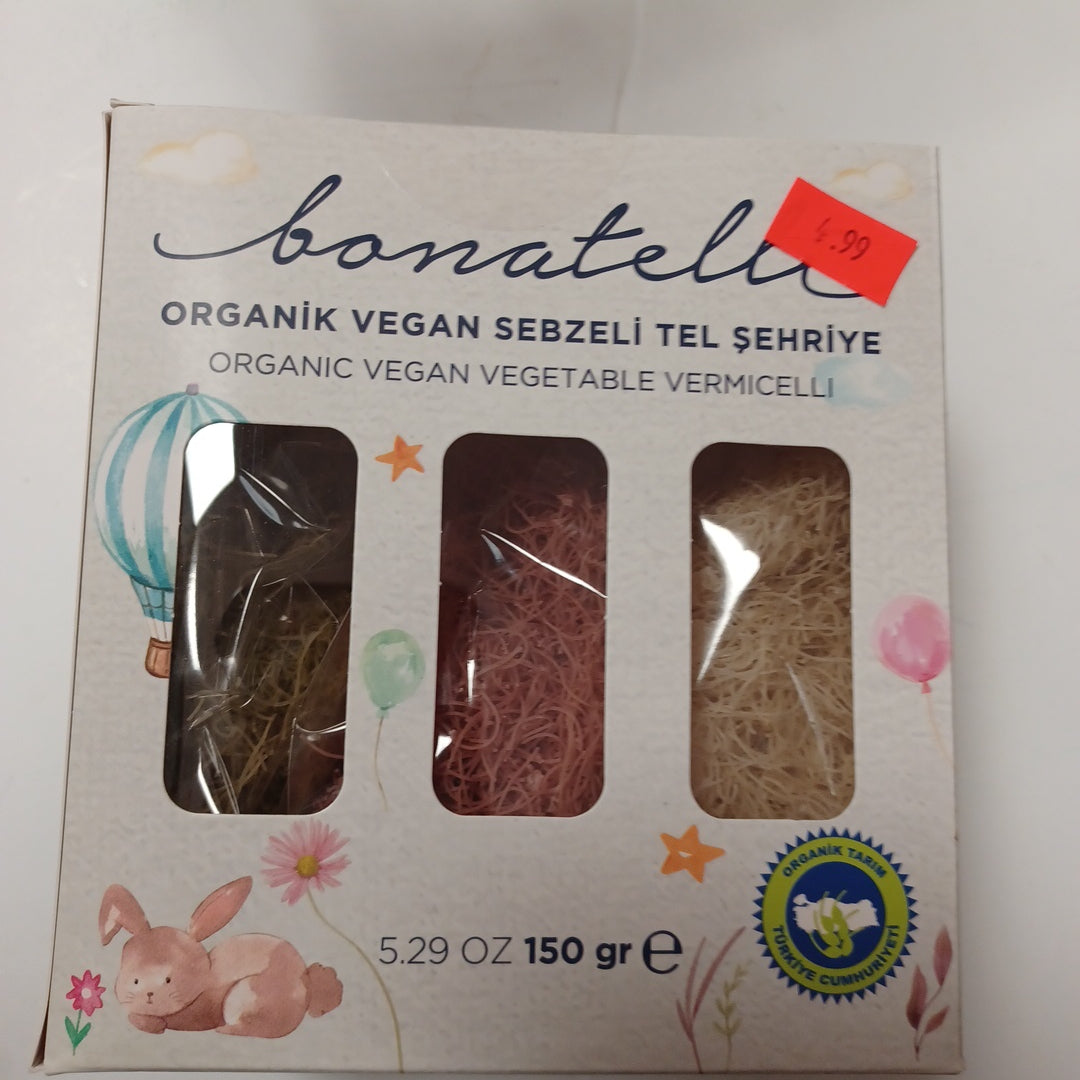 bonatelli
4.99
ORGANİK VEGAN SEBZELİ TEL ŞEHRİYE
ORGANIC VEGAN VEGETABLE VERMICELLI
5.29 OZ 150 gr ℮
ORGANİK TARIM
TÜRKİYE CUMHURİYETİ